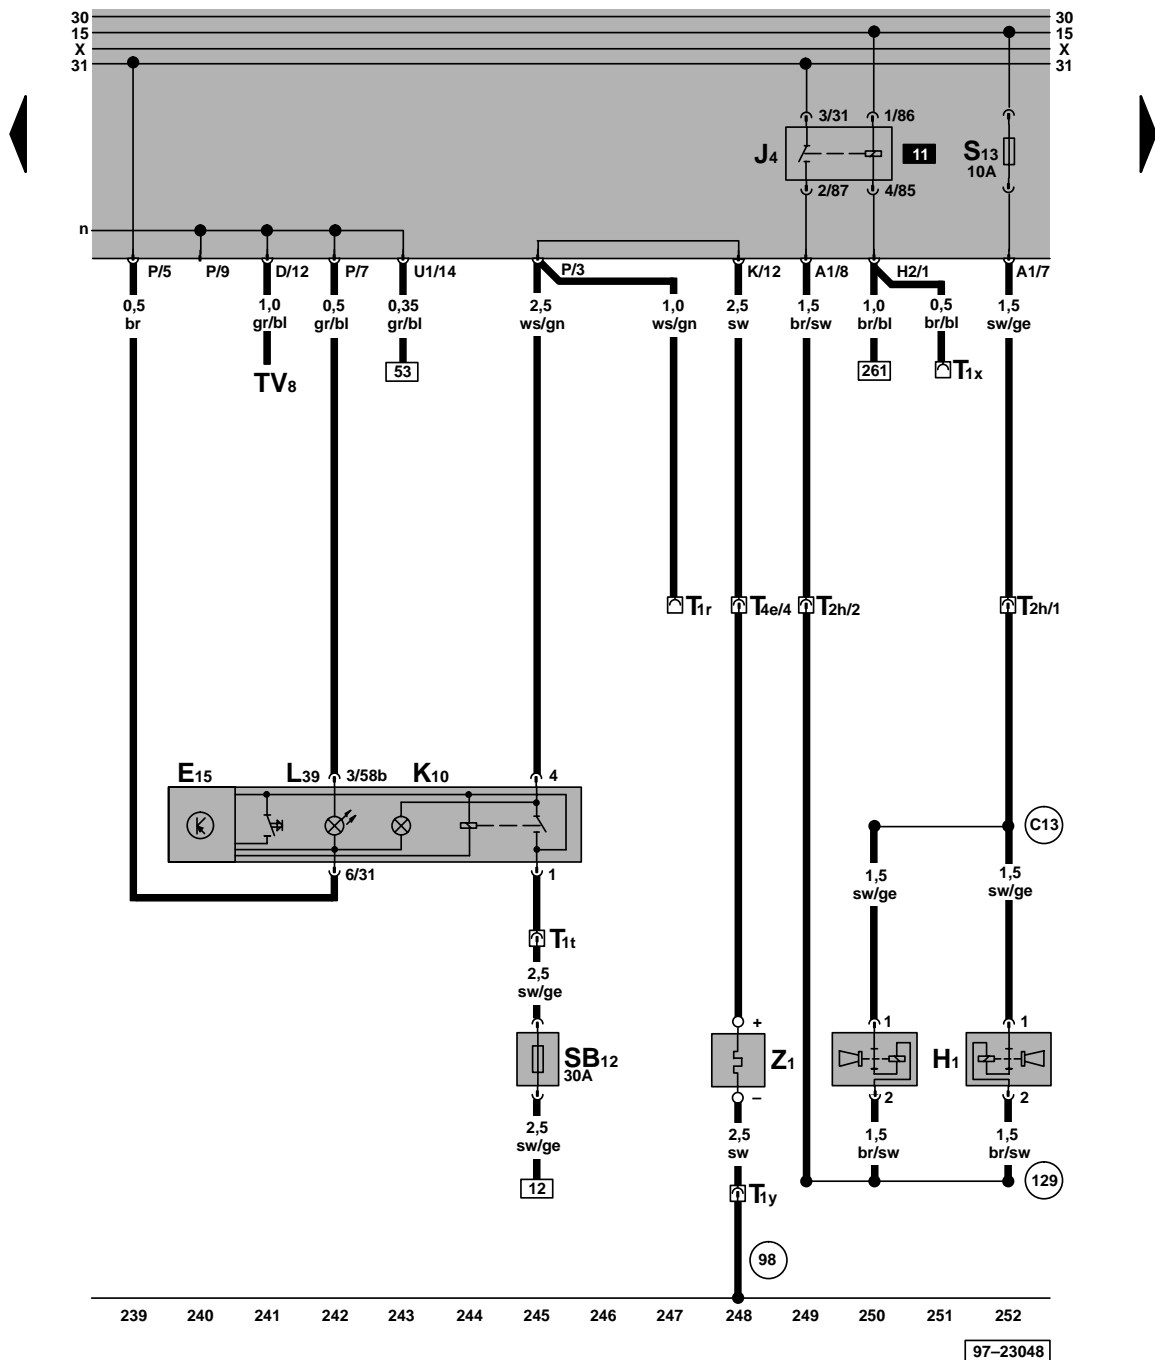 30 30
15 15
X X
31 31
3/31 1/86
J4 11 S13
10A
2/87 4/85
n
P/5 P/9 D/12 P/7 U1/14 P/3 K/12 A1/8 H2/1 A1/7
0,5 1,0 0,5 0,35 2,5 1,0 2,5 1,5 1,0 0,5 1,5
br gr/bl gr/bl gr/bl ws/gn ws/gn sw br/sw br/bl br/bl sw/ge
TV8 53 261 T1x
T1r T4e/4 T2h/2 T2h/1
E15 L39 3/58b K10 4
C13
6/31 1
1,5 1,5
sw/ge sw/ge
T1t
2,5
sw/ge
+ 1 1
SB12 Z1 H1
30A
– 2 2
2,5 2,5 1,5 1,5
sw/ge sw br/sw br/sw
12 T1y 129
98
239 240 241 242 243 244 245 246 247 248 249 250 251 252
97–23048